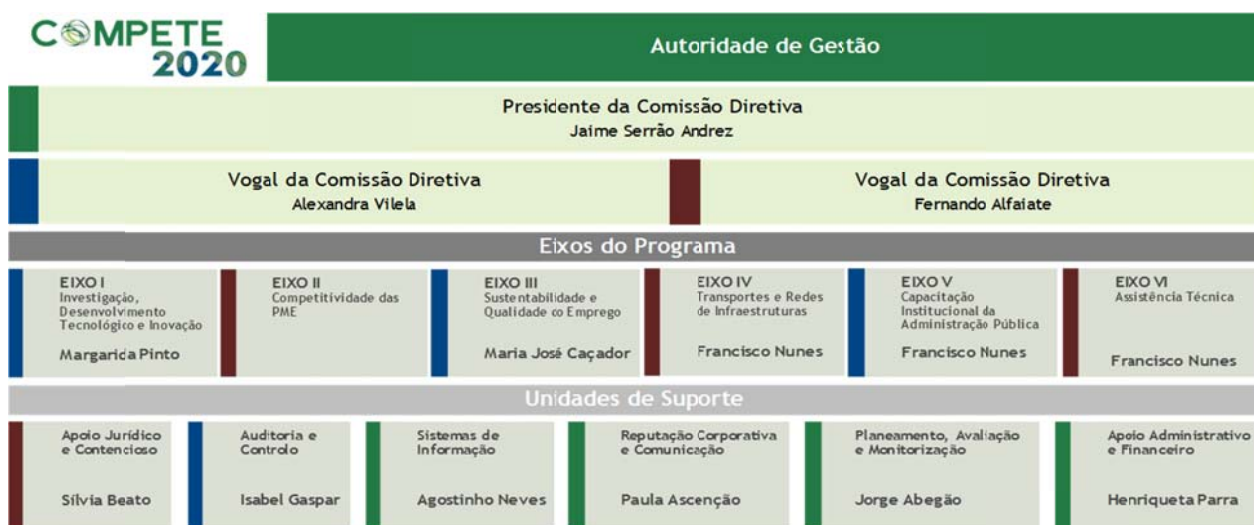 COMPETE
2020
Autoridade de Gestão
Presidente da Comissão Diretiva
Jaime Serrão Andrez
Vogal da Comissão Diretiva
Alexandra Vilela
Vogal da Comissão Diretiva
Fernando Alfaiate
Eixos do Programa
EIXO I
Investigação,
Desenvolvimento
Tecnológico e Inovação
Margarida Pinto
EIXO II
Competitividade das
PME
EIXO III
Sustentabilidade e
Qualidade do Emprego
Maria José Caçador
EIXO IV
Transportes e Redes
de Infraestruturas
Francisco Nunes
EIXO V
Capacitação
Institucional da
Administração Pública
Francisco Nunes
EIXO VI
Assistência Técnica
Francisco Nunes
Unidades de Suporte
Apoio Jurídico
e Contencioso
Sílvia Beato
Auditoria e
Controlo
Isabel Gaspar
Sistemas de
Informação
Agostinho Neves
Reputação Corporativa
e Comunicação
Paula Ascenção
Planeamento, Avaliação
e Monitorização
Jorge Abegão
Apoio Administrativo
e Financeiro
Henriqueta Parra